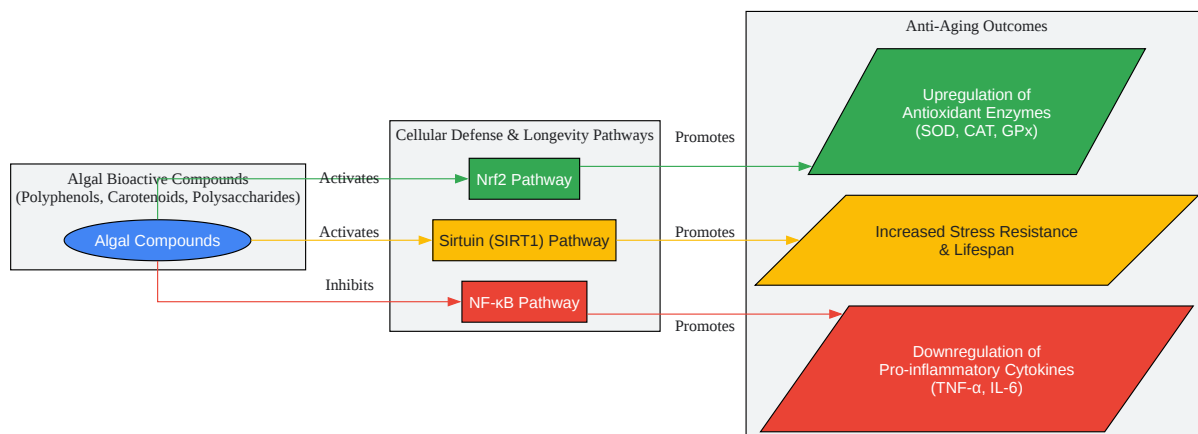 Algal Bioactive Compounds
(Polyphenols, Carotenoids, Polysaccharides)
Algal Compounds
Activates
Activates
Inhibits
Cellular Defense & Longevity Pathways
Nrf2 Pathway
Sirtuin (SIRT1) Pathway
NF-κB Pathway
Promotes
Promotes
Promotes
Anti-Aging Outcomes
Upregulation of
Antioxidant Enzymes
(SOD, CAT, GPx)
Increased Stress Resistance
& Lifespan
Downregulation of
Pro-inflammatory Cytokines
(TNF-α, IL-6)